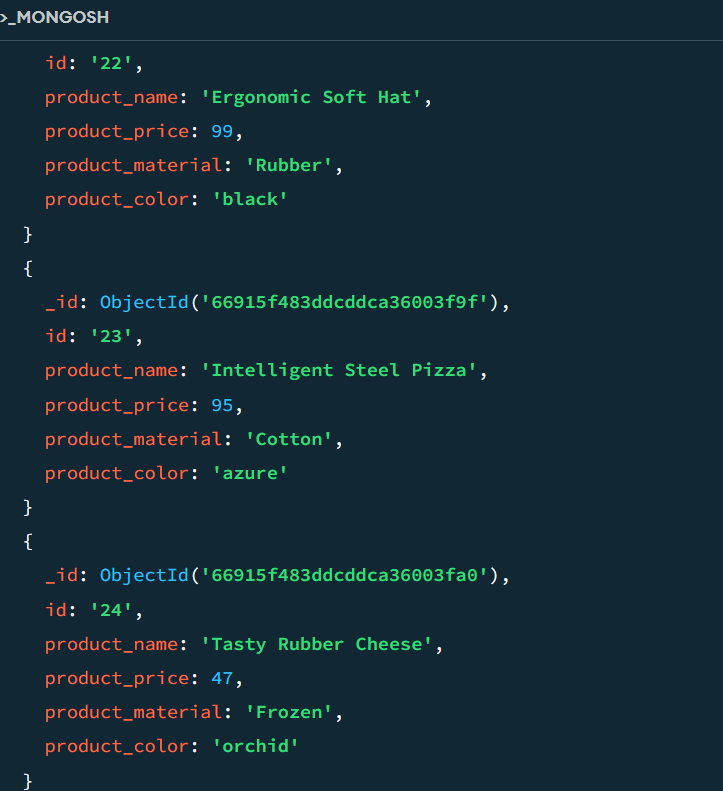 >_MONGOSH
id: '22',
product_name: 'Ergonomic Soft Hat',
product_price: 99,
product_material: 'Rubber',
product_color: 'black'
}
{
_id: ObjectId('66915f483ddcddca36003f9f'),
id: '23',
product_name: 'Intelligent Steel Pizza',
product_price: 95,
product_material: 'Cotton',
product_color: 'azure'
}
{
_id: ObjectId('66915f483ddcddca36003fa0'),
id: '24',
product_name: 'Tasty Rubber Cheese',
product_price: 47,
product_material: 'Frozen',
product_color: 'orchid'
}